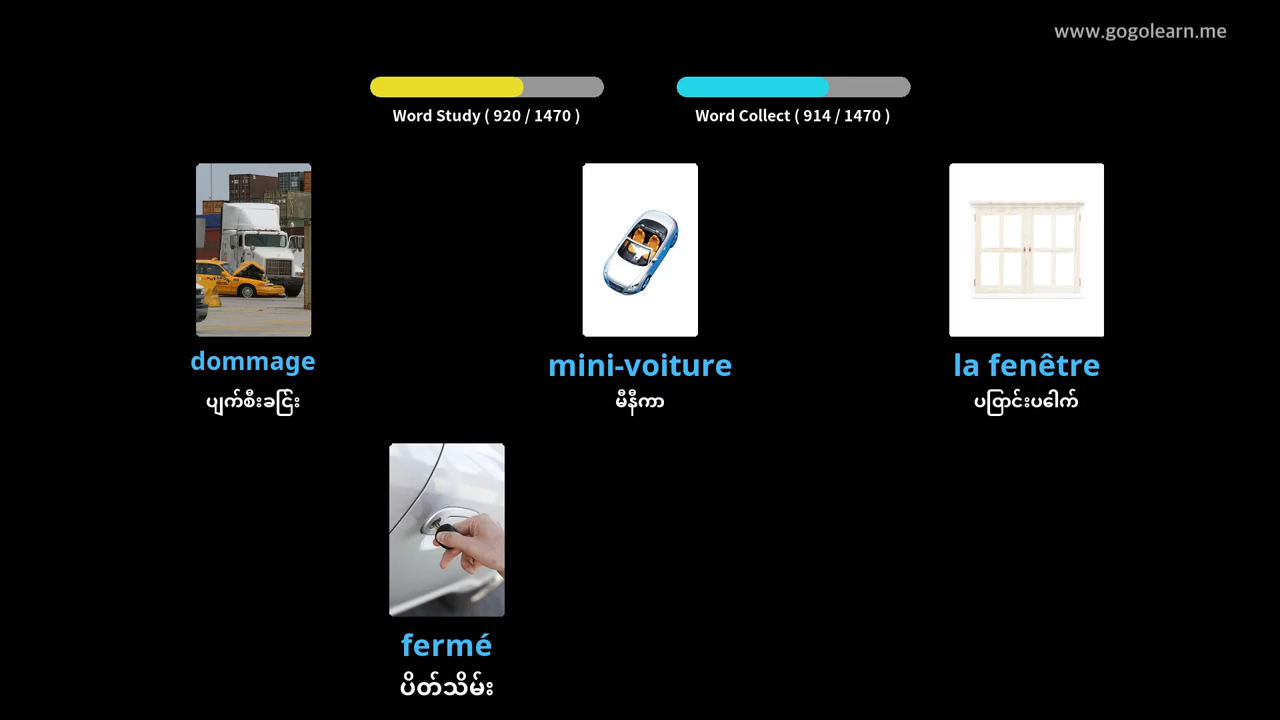 www.gogolearn.me
Word Study ( 920 / 1470 )
Word Collect ( 914 / 1470 )
dommage
mini-voiture
la fenêtre
ပျက်စီးခြင်း
မီနီကာ
ပြတင်းပေါက်
fermé
ပိတ်သိမ်း